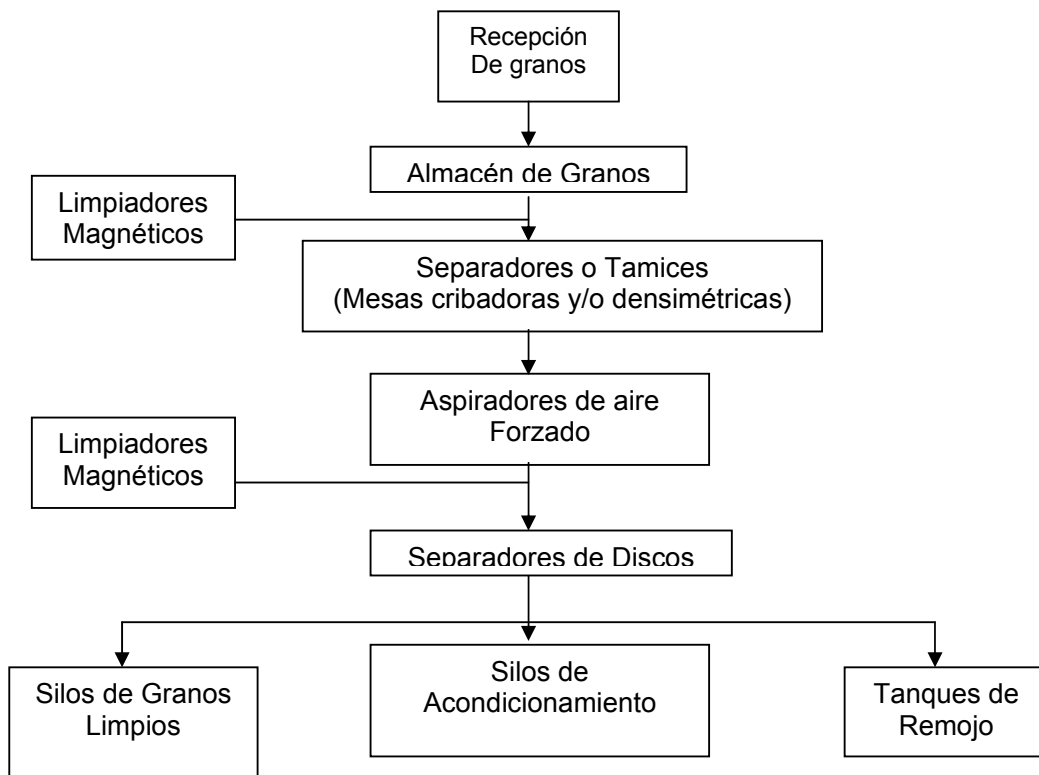 Recepción
De granos
Almacén de Granos
Limpiadores
Magnéticos
Separadores o Tamices
(Mesas cribadoras y/o densimétricas)
Aspiradores de aire
Forzado
Limpiadores
Magnéticos
Separadores de Discos
Silos de Granos
Limpios
Silos de
Acondicionamiento
Tanques de
Remojo